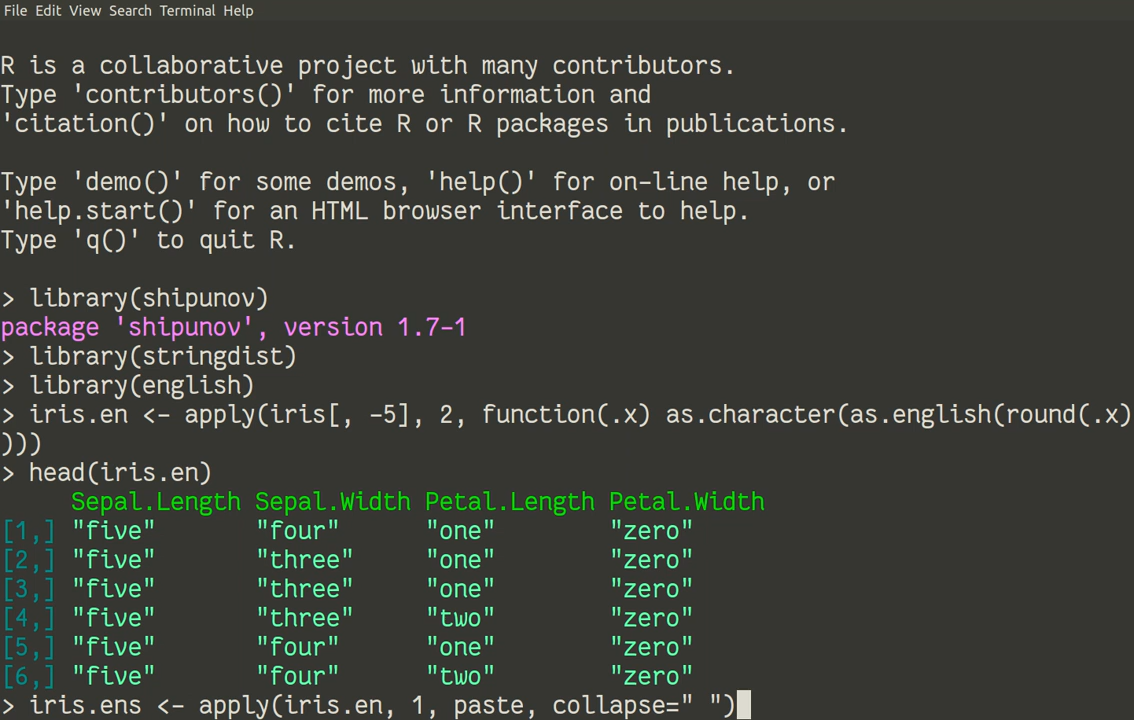 File Edit View Search Terminal Help
R is a collaborative project with many contributors.
Type 'contributors()' for more information and
'citation()' on how to cite R or R packages in publications.
Type 'demo()' for some demos, 'help()' for on-line help, or
'help.start()' for an HTML browser interface to help.
Type 'q()' to quit R.
> library(shipunov)
package 'shipunov', version 1.7-1
> library(stringdist)
> library(english)
> iris.en <- apply(iris[, -5], 2, function(.x) as.character(as.english(round(.x)
)))
> head(iris.en)
Sepal.Length Sepal.Width Petal.Length Petal.Width
[1,] "five" "four" "one" "zero"
[2,] "five" "three" "one" "zero"
[3,] "five" "three" "one" "zero"
[4,] "five" "three" "two" "zero"
[5,] "five" "four" "one" "zero"
[6,] "five" "four" "two" "zero"
> iris.ens <- apply(iris.en, 1, paste, collapse=" ")